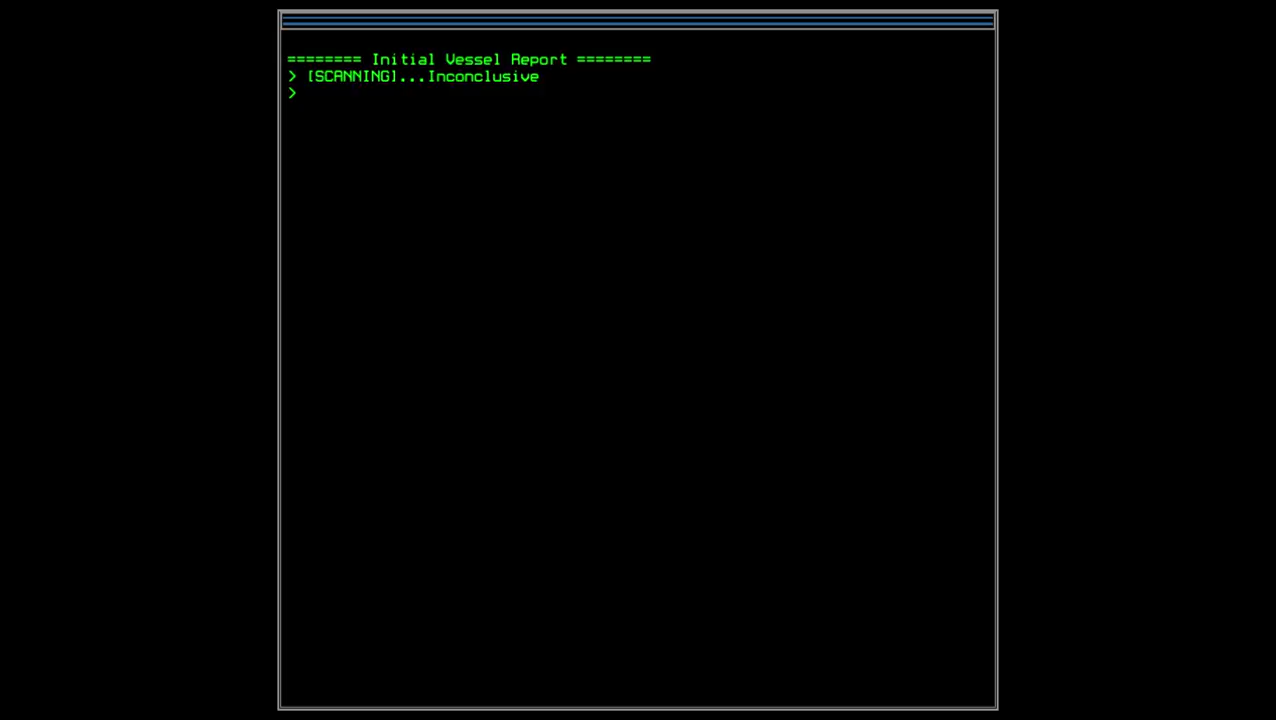 ======== Initial Vessel Report ========
> [SCANNING]...Inconclusive
>